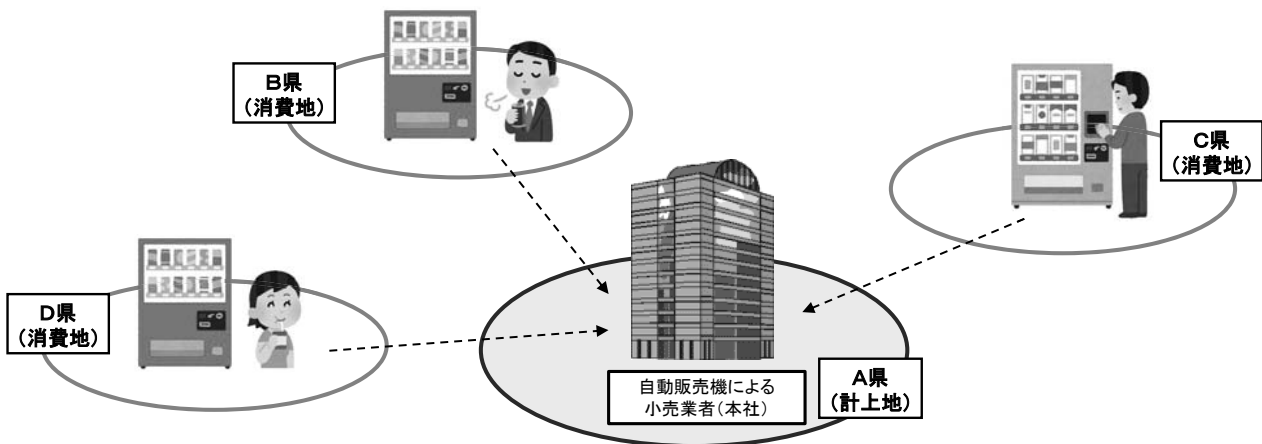 B県
(消費地)
C県
(消費地)
D県
(消費地)
自動販売機による
小売業者(本社)
A県
(計上地)